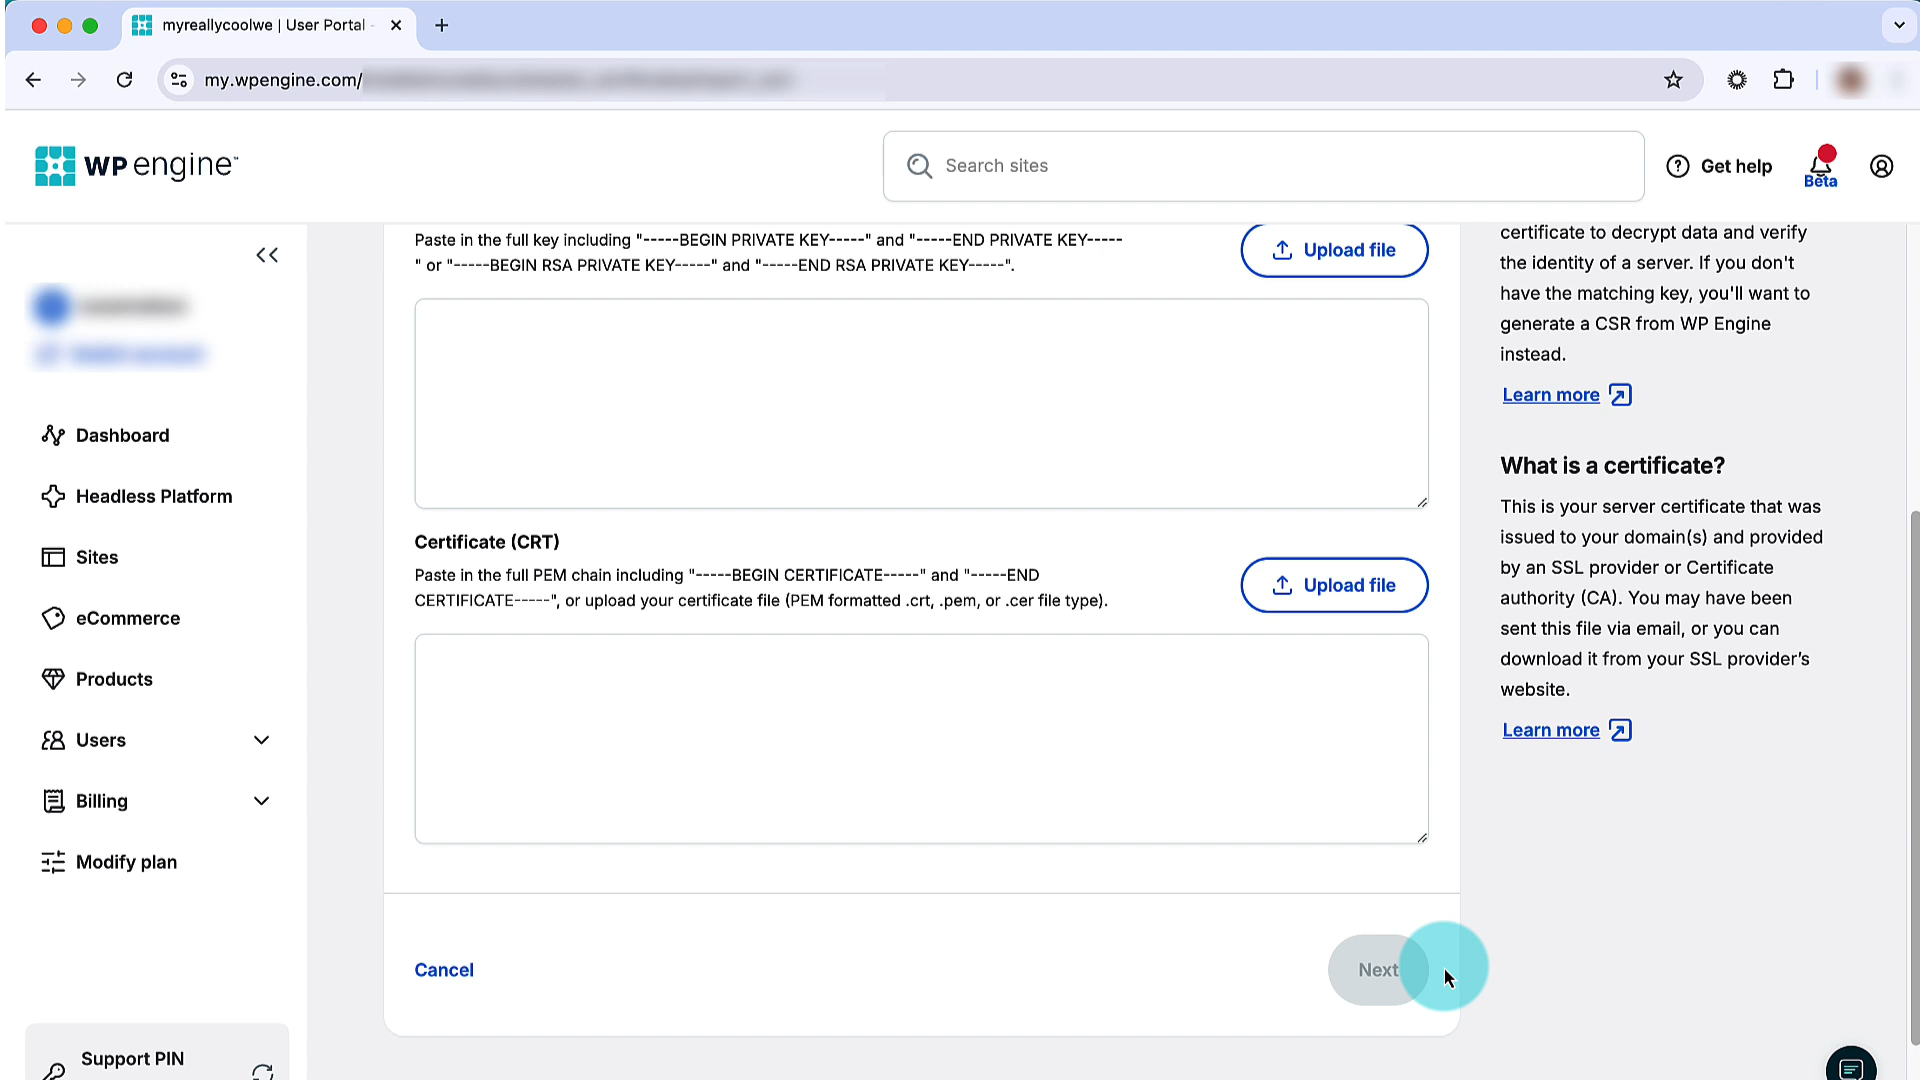 myreallycoolwe | User Portal
my.wpengine.com/
WP engine
Search sites
Get help
Beta
Dashboard
Headless Platform
Sites
eCommerce
Products
Users
Billing
Modify plan
Support PIN
Paste in the full key including "-----BEGIN PRIVATE KEY-----" and "-----END PRIVATE KEY-----
" or "-----BEGIN RSA PRIVATE KEY-----" and "-----END RSA PRIVATE KEY-----".
Upload file
Certificate (CRT)
Paste in the full PEM chain including "-----BEGIN CERTIFICATE-----" and "-----END
CERTIFICATE-----", or upload your certificate file (PEM formatted .crt, .pem, or .cer file type).
Upload file
Cancel
Next
certificate to decrypt data and verify
the identity of a server. If you don't
have the matching key, you'll want to
generate a CSR from WP Engine
instead.
Learn more
What is a certificate?
This is your server certificate that was
issued to your domain(s) and provided
by an SSL provider or Certificate
authority (CA). You may have been
sent this file via email, or you can
download it from your SSL provider’s
website.
Learn more